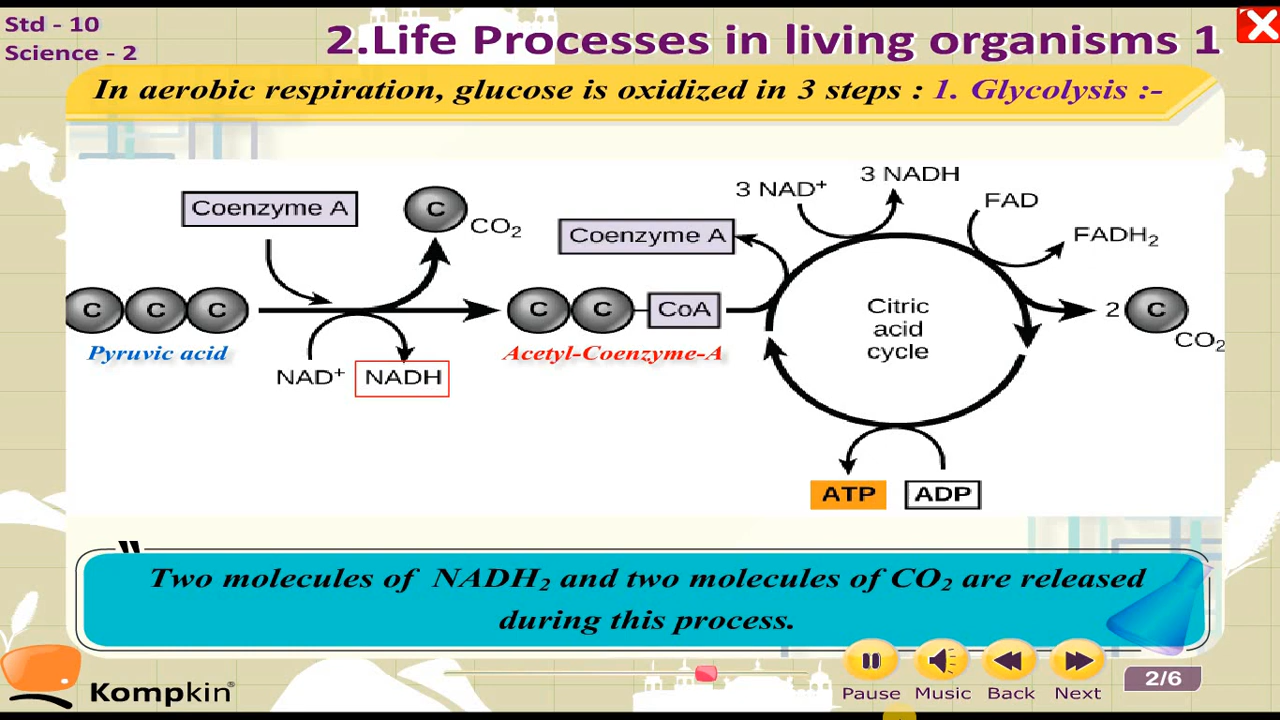 Std - 10
Science - 2
2.Life Processes in living organisms 1
In aerobic respiration, glucose is oxidized in 3 steps : 1. Glycolysis :-
Coenzyme A
C
CO₂
C C C
Pyruvic acid
NAD⁺
NADH
C C CoA
Acetyl-Coenzyme-A
Coenzyme A
3 NAD⁺
3 NADH
FAD
FADH₂
Citric
acid
cycle
2 C
CO₂
ATP
ADP
Two molecules of NADH₂ and two molecules of CO₂ are released
during this process.
Kompkin®
Pause
Music
Back
Next
2/6